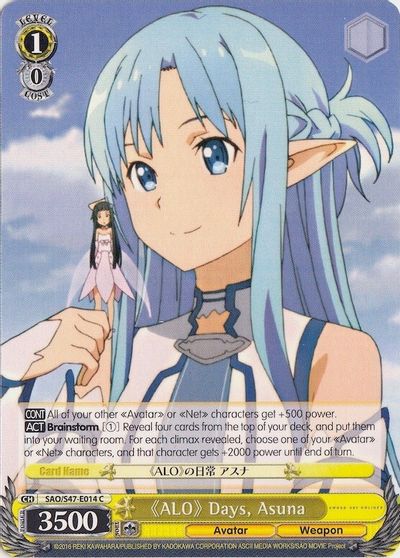 LEVEL
1
0
COST
CONT All of your other «Avatar» or «Net» characters get +500 power.
ACT Brainstorm [①] Reveal four cards from the top of your deck, and put them
into your waiting room. For each climax revealed, choose one of your «Avatar»
or «Net» characters, and that character gets +2000 power until end of turn.
Card Name
《ALO》の日常 アスナ
CH SAO/S47-E014 C
3500
《ALO》 Days, Asuna
SWORD ART ONLINE
Avatar
Weapon
©2016 REKI KAWAHARA/PUBLISHED BY KADOKAWA CORPORATION ASCII MEDIA WORKS/SAO MOVIE Project